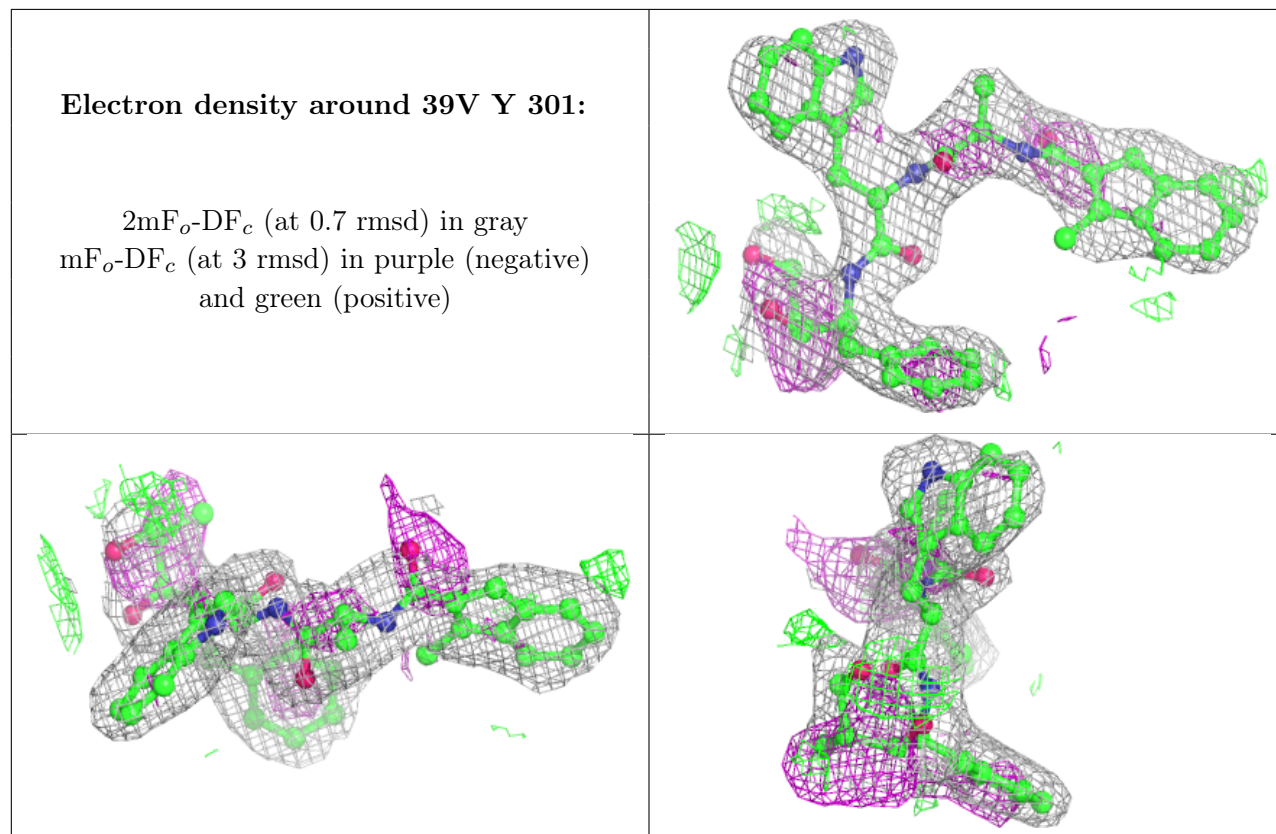 Electron density around 39V Y 301:
2mFo-DFc (at 0.7 rmsd) in gray
mFo-DFc (at 3 rmsd) in purple (negative)
and green (positive)